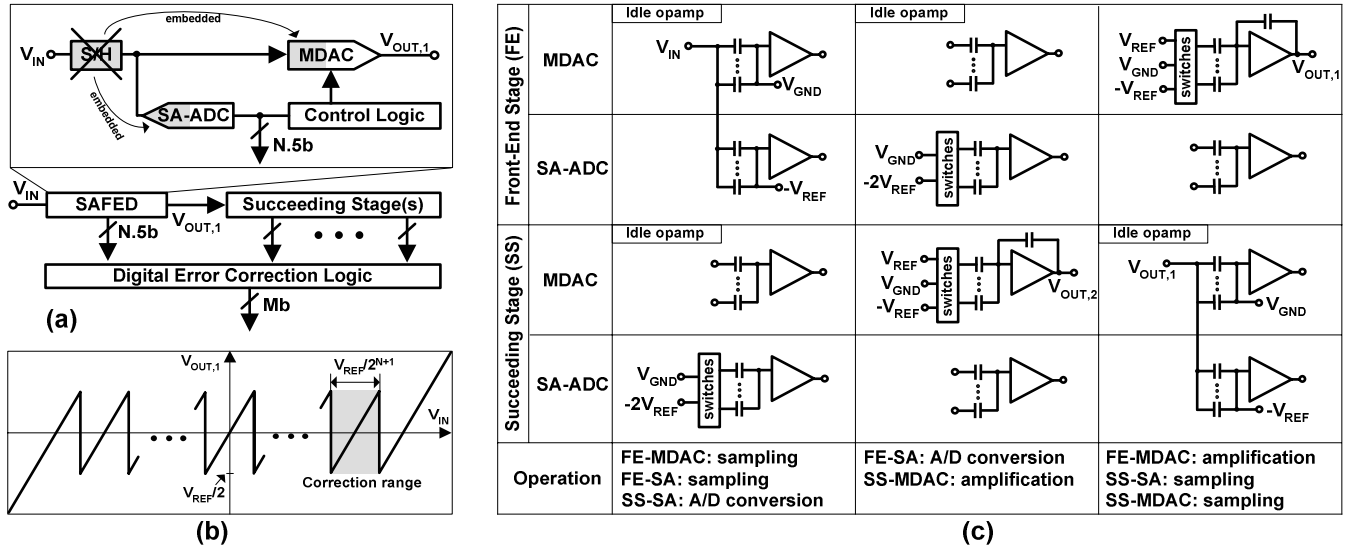 embedded
V_IN
S/H
MDAC
V_OUT,1
embedded
SA-ADC
Control Logic
N.5b
V_IN
SAFED
V_OUT,1
Succeeding Stage(s)
N.5b
Digital Error Correction Logic
Mb
(a)
V_OUT,1
V_REF/2^N+1
V_IN
V_REF/2
Correction range
(b)
Front-End Stage (FE)
MDAC
Idle opamp
V_IN
V_GND
Idle opamp
V_REF
V_GND
-V_REF
switches
V_OUT,1
SA-ADC
-V_REF
V_GND
-2V_REF
switches
Succeeding Stage (SS)
MDAC
Idle opamp
V_REF
V_GND
-V_REF
switches
V_OUT,2
Idle opamp
V_OUT,1
V_GND
SA-ADC
V_GND
-2V_REF
switches
-V_REF
Operation
FE-MDAC: sampling
FE-SA: sampling
SS-SA: A/D conversion
FE-SA: A/D conversion
SS-MDAC: amplification
FE-MDAC: amplification
SS-SA: sampling
SS-MDAC: sampling
(c)